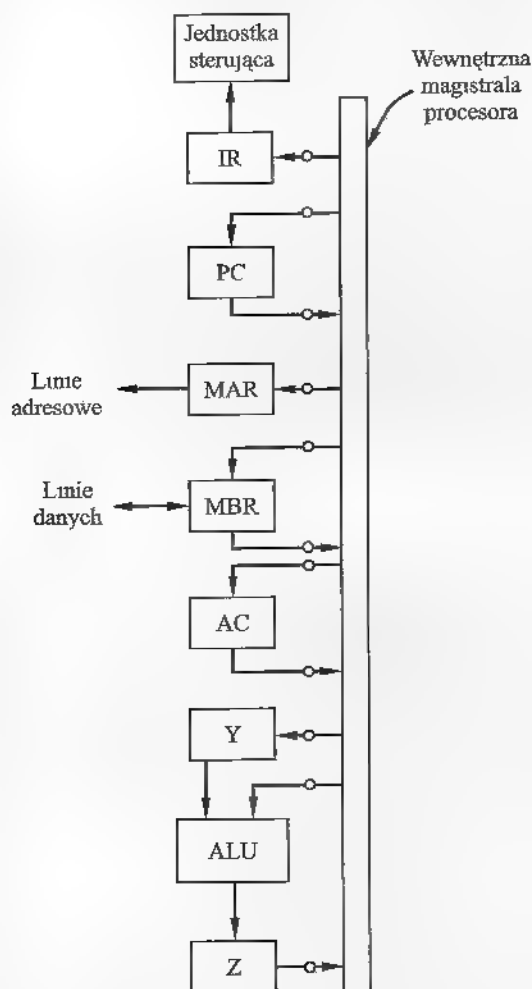 Jednostka
sterująca
Wewnętrzna
magistrala
procesora
IR
PC
Linie
adresowe
MAR
Linie
danych
MBR
AC
Y
ALU
Z